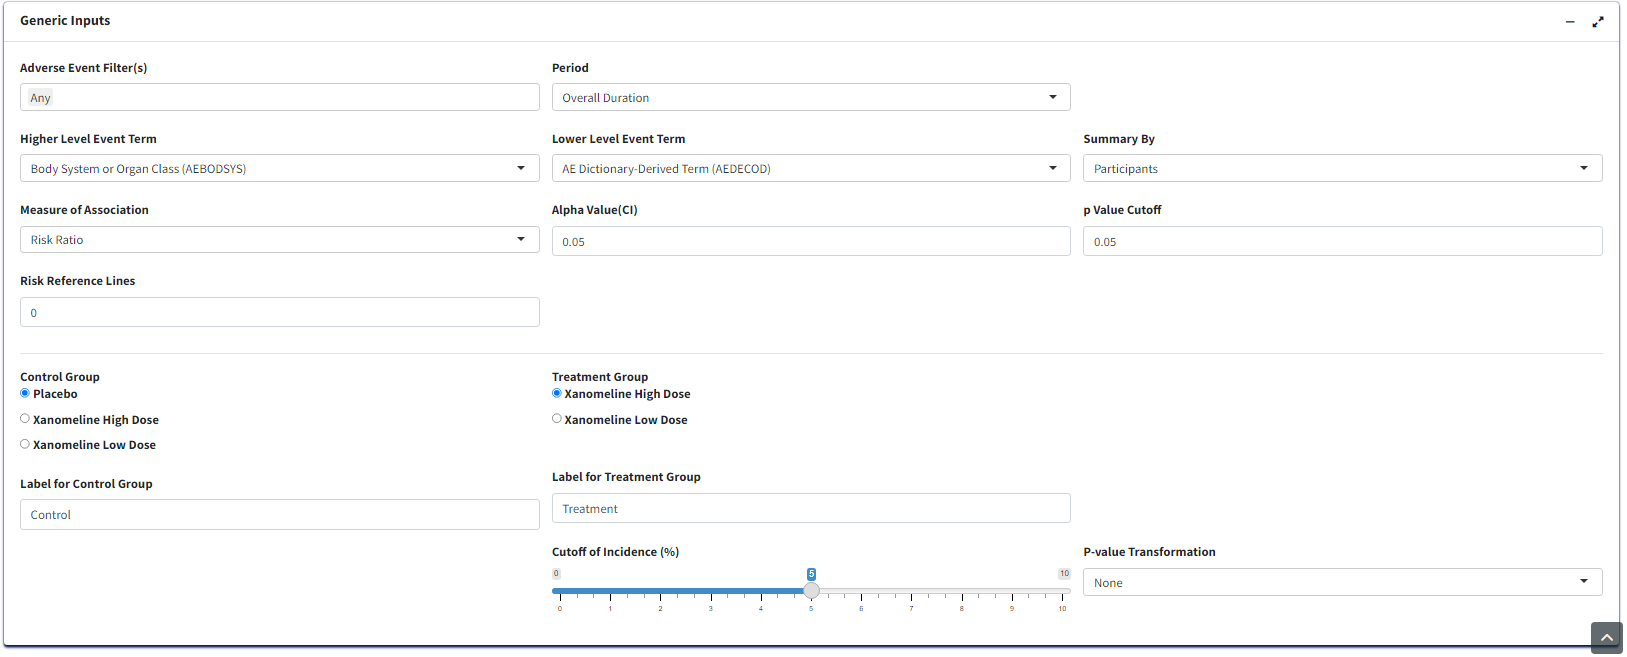 Generic Inputs
Adverse Event Filter(s)
Period
Any
Overall Duration
Higher Level Event Term
Lower Level Event Term
Summary By
Body System or Organ Class (AEBODSYS)
AE Dictionary-Derived Term (AEDECOD)
Participants
Measure of Association
Alpha Value(CI)
p Value Cutoff
Risk Ratio
0.05
0.05
Risk Reference Lines
0
Control Group
Treatment Group
Placebo
Xanomeline High Dose
Xanomeline High Dose
Xanomeline Low Dose
Xanomeline Low Dose
Label for Control Group
Label for Treatment Group
Control
Treatment
Cutoff of Incidence (%)
P-value Transformation
0 5 10
None
0 1 2 3 4 5 6 7 8 9 10